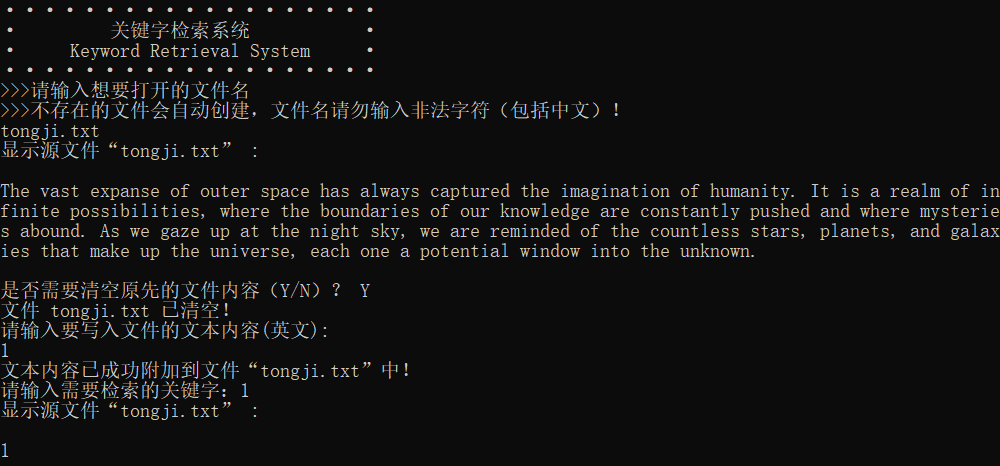 关键字检索系统
Keyword Retrieval System
>>>请输入想要打开的文件名
>>>不存在的文件会自动创建，文件名请勿输入非法字符（包括中文）！
tongji.txt
显示源文件“tongji.txt” :
The vast expanse of outer space has always captured the imagination of humanity. It is a realm of in
finite possibilities, where the boundaries of our knowledge are constantly pushed and where mysterie
s abound. As we gaze up at the night sky, we are reminded of the countless stars, planets, and galax
ies that make up the universe, each one a potential window into the unknown.
是否需要清空原先的文件内容（Y/N）？ Y
文件 tongji.txt 已清空！
请输入要写入文件的文本内容(英文):
1
文本内容已成功附加到文件“tongji.txt”中！
请输入需要检索的关键字：1
显示源文件“tongji.txt” :
1